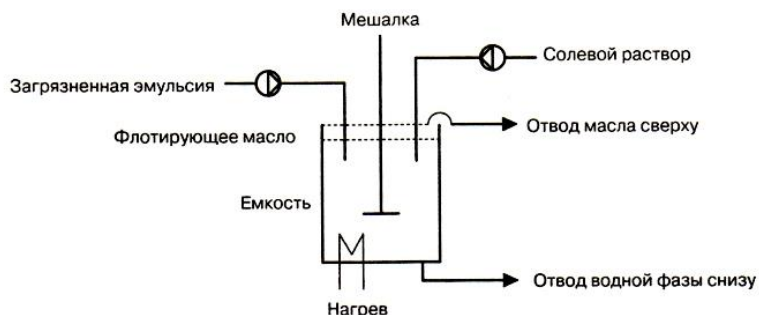 Мешалка
Солевой раствор
Загрязненная эмульсия
Флотирующее масло
Отвод масла сверху
Емкость
Отвод водной фазы снизу
Нагрев